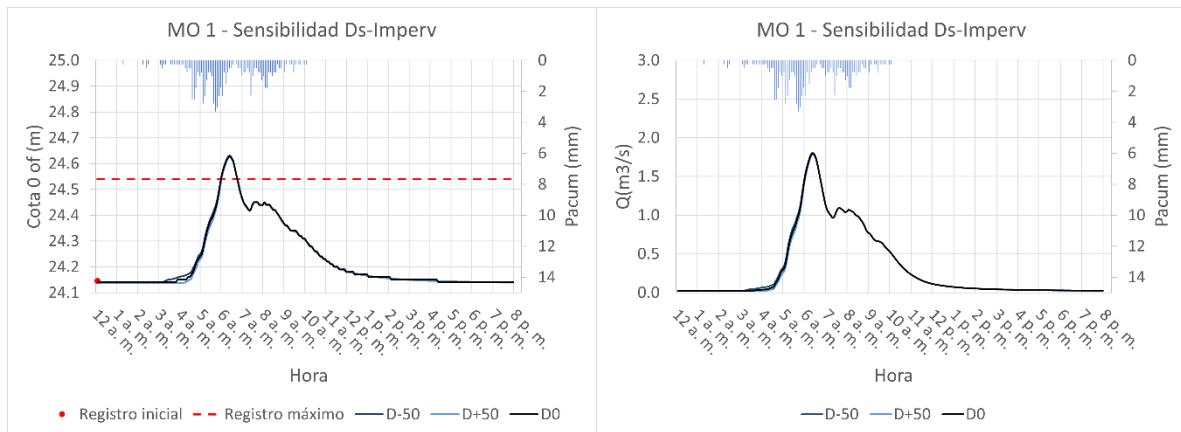 MO 1 - Sensibilidad Ds-Imperv
25.0
24.9
24.8
24.7
24.6
24.5
24.4
24.3
24.2
24.1
Cota 0 of (m)
0
2
4
6
8
10
12
14
Pacum (mm)
12 a. m.
1 a. m.
2 a. m.
3 a. m.
4 a. m.
5 a. m.
6 a. m.
7 a. m.
8 a. m.
9 a. m.
10 a. m.
11 a. m.
12 p. m.
1 p. m.
2 p. m.
3 p. m.
4 p. m.
5 p. m.
6 p. m.
7 p. m.
8 p. m.
Hora
Registro inicial
Registro máximo
D-50
D+50
D0
MO 1 - Sensibilidad Ds-Imperv
3.0
2.5
2.0
1.5
1.0
0.5
0.0
Q(m3/s)
0
2
4
6
8
10
12
14
Pacum (mm)
12 a. m.
1 a. m.
2 a. m.
3 a. m.
4 a. m.
5 a. m.
6 a. m.
7 a. m.
8 a. m.
9 a. m.
10 a. m.
11 a. m.
12 p. m.
1 p. m.
2 p. m.
3 p. m.
4 p. m.
5 p. m.
6 p. m.
7 p. m.
8 p. m.
Hora
D-50
D+50
D0